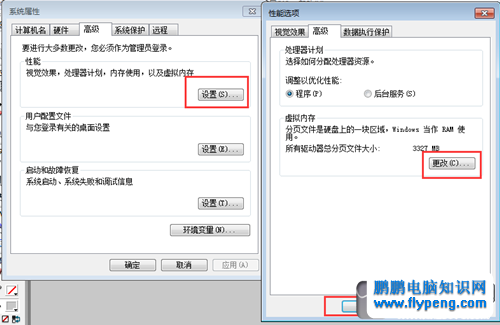 系统属性
计算机名 硬件 高级 系统保护 远程
要进行大多数更改，您必须作为管理员登录。
性能
视觉效果，处理器计划，内存使用，以及虚拟内存
设置(S)...
用户配置文件
与您登录有关的桌面设置
设置(E)...
启动和故障恢复
系统启动、系统失败和调试信息
设置(T)...
环境变量(N)...
确定 取消 应用(A)
性能选项
视觉效果 高级 数据执行保护
处理器计划
选择如何分配处理器资源。
调整以优化性能:
程序(P) 后台服务(S)
虚拟内存
分页文件是硬盘上的一块区域，Windows 当作 RAM 使
用。
所有驱动器总分页文件大小: 3327 MB
更改(C)...
鹏鹏电脑知识网
www.flypeng.com